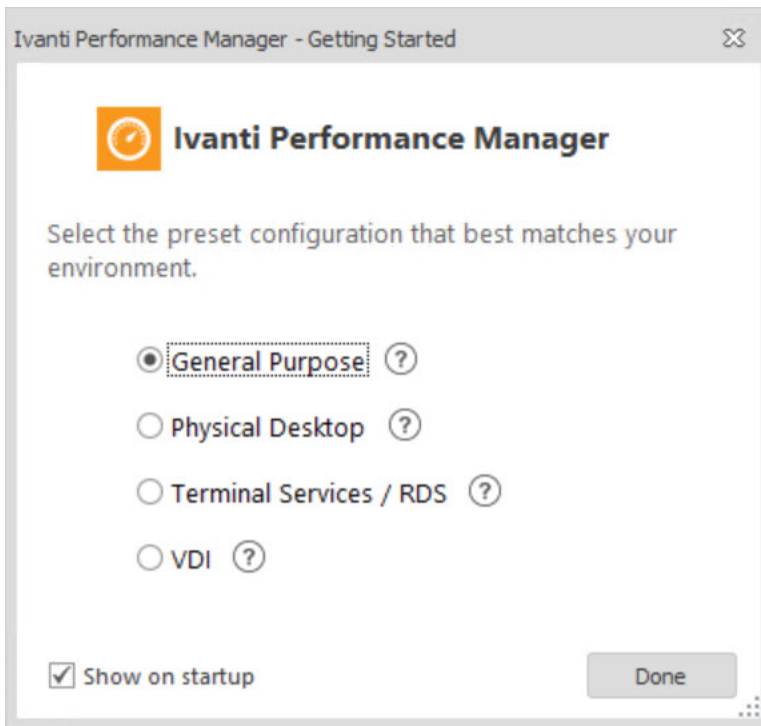 Ivanti Performance Manager - Getting Started
Ivanti Performance Manager
Select the preset configuration that best matches your
environment.
General Purpose ?
Physical Desktop ?
Terminal Services / RDS ?
VDI ?
Show on startup
Done